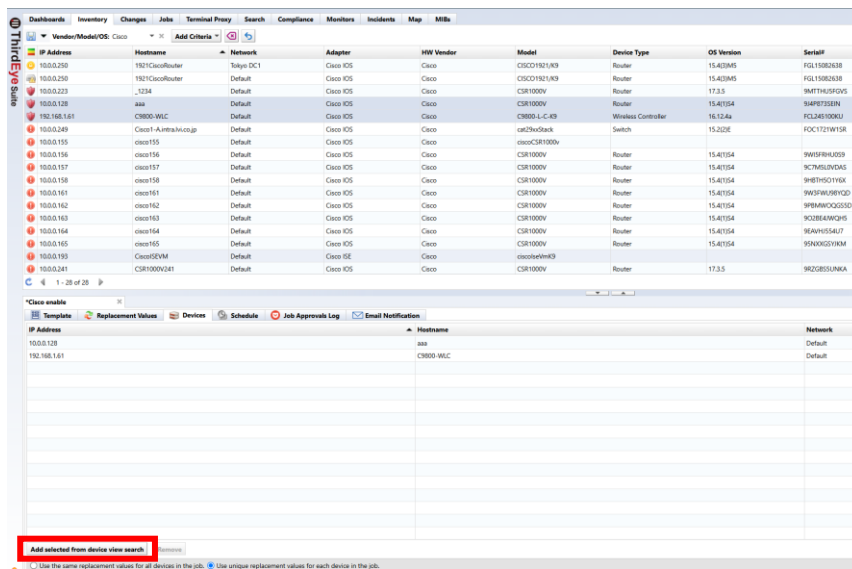 ThirdEye Suite
Dashboards Inventory Changes Jobs Terminal Proxy Search Compliance Monitors Incidents Map MIBs
Vendor/Model/OS: Cisco Add Criteria
IP Address Hostname Network Adapter HW Vendor Model Device Type OS Version Serial#
10.0.0.250 1921CiscoRouter Tokyo DC1 Cisco IOS Cisco CISCO1921/K9 Router 15.4(3)M5 FGL15082638
10.0.0.250 1921CiscoRouter Default Cisco IOS Cisco CISCO1921/K9 Router 15.4(3)M5 FGL15082638
10.0.0.223 _1234 Default Cisco IOS Cisco CSR1000V Router 17.3.5 9MTTHUSFGVS
10.0.0.128 aaa Default Cisco IOS Cisco CSR1000V Router 15.4(1)S4 9J4P873SEIN
192.168.1.61 C9800-WLC Default Cisco IOS Cisco C9800-L-C-K9 Wireless Controller 16.12.4a FCL245100KU
10.0.0.249 Cisco1-A.intra.lvi.co.jp Default Cisco IOS Cisco cat29xxStack Switch 15.2(2)E FOC1721W1SR
10.0.0.155 cisco155 Default Cisco IOS Cisco ciscoCSR1000v
10.0.0.156 cisco156 Default Cisco IOS Cisco CSR1000V Router 15.4(1)S4 9WI5FRHU0S9
10.0.0.157 cisco157 Default Cisco IOS Cisco CSR1000V Router 15.4(1)S4 9C7MSL0VDAS
10.0.0.158 cisco158 Default Cisco IOS Cisco CSR1000V Router 15.4(1)S4 9HBTHSO1Y6X
10.0.0.161 cisco161 Default Cisco IOS Cisco CSR1000V Router 15.4(1)S4 9W3FWU98YQD
10.0.0.162 cisco162 Default Cisco IOS Cisco CSR1000V Router 15.4(1)S4 9PBMWOQGSSD
10.0.0.163 cisco163 Default Cisco IOS Cisco CSR1000V Router 15.4(1)S4 9O2BE4JWQHS
10.0.0.164 cisco164 Default Cisco IOS Cisco CSR1000V Router 15.4(1)S4 9EAVHJSS4U7
10.0.0.165 cisco165 Default Cisco IOS Cisco CSR1000V Router 15.4(1)S4 9SNXXGSYJKM
10.0.0.193 CiscoISEVM Default Cisco ISE Cisco ciscoIseVmK9
10.0.0.241 CSR1000V241 Default Cisco IOS Cisco CSR1000V Router 17.3.5 9RZGBSSUNKA
1 - 28 of 28
*Cisco enable
Template Replacement Values Devices Schedule Job Approvals Log Email Notification
IP Address Hostname Network
10.0.0.128 aaa Default
192.168.1.61 C9800-WLC Default
Add selected from device view search Remove
Use the same replacement values for all devices in the job. Use unique replacement values for each device in the job.